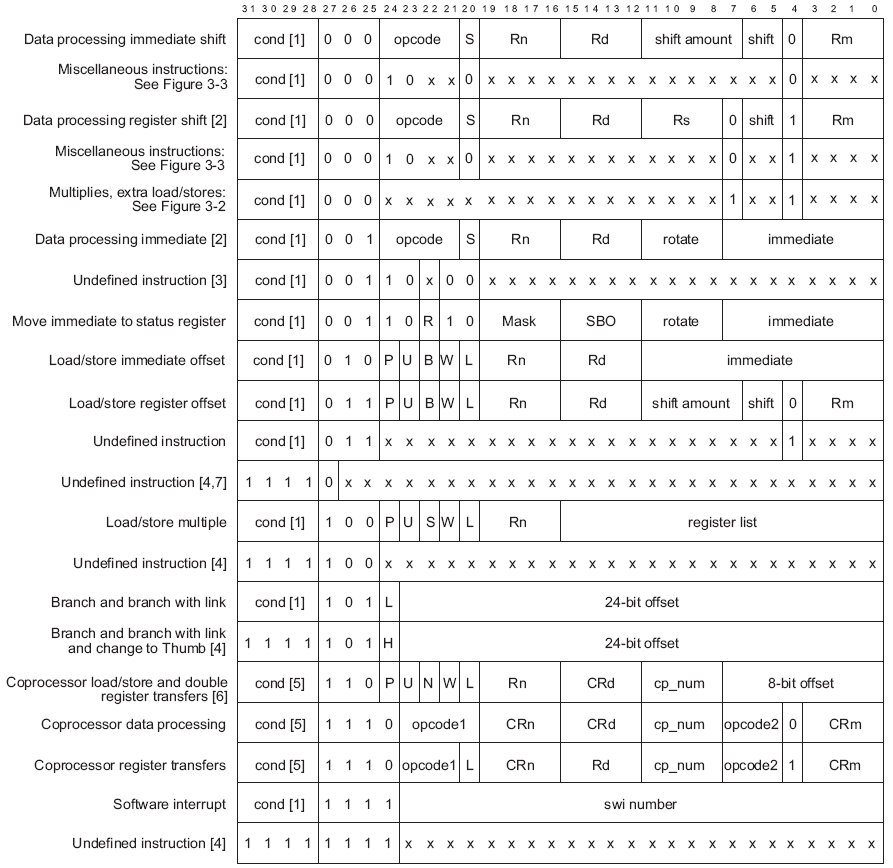 31 30 29 28 27 26 25 24 23 22 21 20 19 18 17 16 15 14 13 12 11 10 9 8 7 6 5 4 3 2 1 0
Data processing immediate shift cond [1] 0 0 0 opcode S Rn Rd shift amount shift 0 Rm
Miscellaneous instructions:
See Figure 3-3 cond [1] 0 0 0 1 0 x x 0 x x x x x x x x x x x x x x x 0 x x x x
Data processing register shift [2] cond [1] 0 0 0 opcode S Rn Rd Rs 0 shift 1 Rm
Miscellaneous instructions:
See Figure 3-3 cond [1] 0 0 0 1 0 x x 0 x x x x x x x x x x x x 0 x x 1 x x x x
Multiplies, extra load/stores:
See Figure 3-2 cond [1] 0 0 0 x x x x x x x x x x x x x x x x x 1 x x 1 x x x x
Data processing immediate [2] cond [1] 0 0 1 opcode S Rn Rd rotate immediate
Undefined instruction [3] cond [1] 0 0 1 1 0 x 0 0 x x x x x x x x x x x x x x x x x x x x
Move immediate to status register cond [1] 0 0 1 1 0 R 1 0 Mask SBO rotate immediate
Load/store immediate offset cond [1] 0 1 0 P U B W L Rn Rd immediate
Load/store register offset cond [1] 0 1 1 P U B W L Rn Rd shift amount shift 0 Rm
Undefined instruction cond [1] 0 1 1 x x x x x x x x x x x x x x x x x x x x 1 x x x x
Undefined instruction [4,7] 1 1 1 1 0 x x x x x x x x x x x x x x x x x x x x x x x x x x x
Load/store multiple cond [1] 1 0 0 P U S W L Rn register list
Undefined instruction [4] 1 1 1 1 1 0 0 x x x x x x x x x x x x x x x x x x x x x x x x x
Branch and branch with link cond [1] 1 0 1 L 24-bit offset
Branch and branch with link
and change to Thumb [4] 1 1 1 1 1 0 1 H 24-bit offset
Coprocessor load/store and double
register transfers [6] cond [5] 1 1 0 P U N W L Rn CRd cp_num 8-bit offset
Coprocessor data processing cond [5] 1 1 1 0 opcode1 CRn CRd cp_num opcode2 0 CRm
Coprocessor register transfers cond [5] 1 1 1 0 opcode1 L CRn Rd cp_num opcode2 1 CRm
Software interrupt cond [1] 1 1 1 1 swi number
Undefined instruction [4] 1 1 1 1 1 1 1 1 x x x x x x x x x x x x x x x x x x x x x x x x